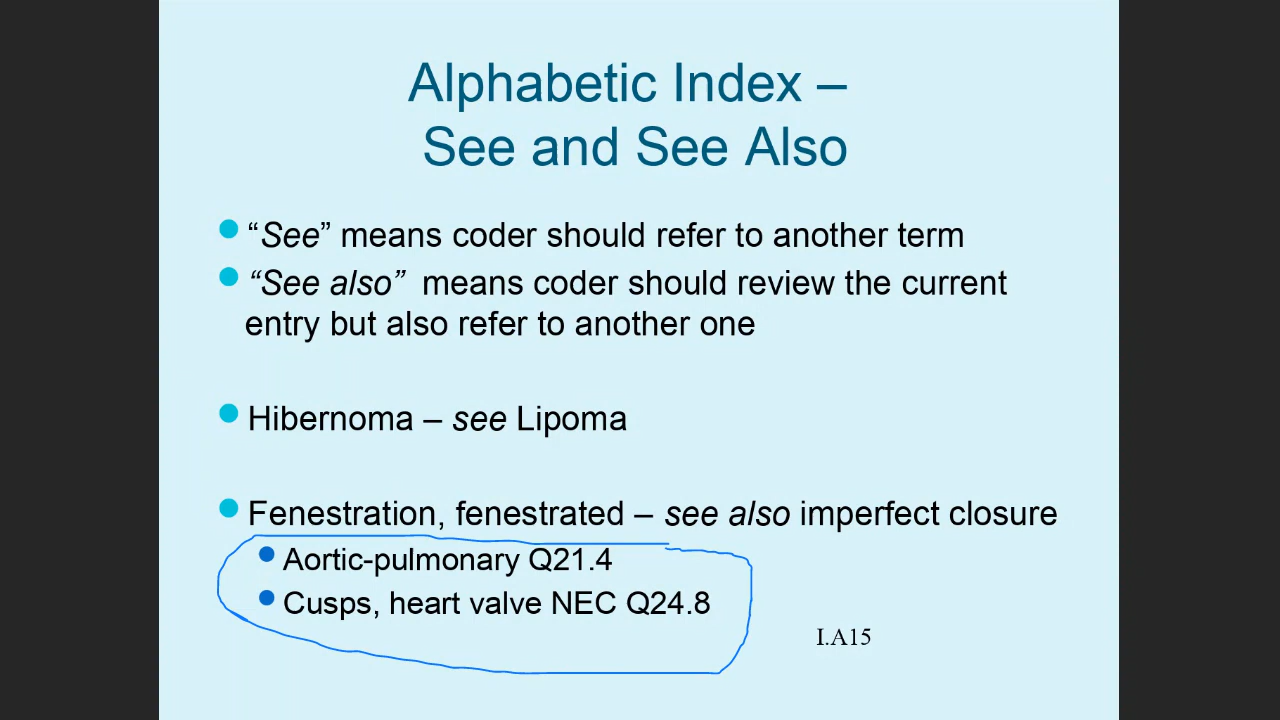 Alphabetic Index –
See and See Also
“See” means coder should refer to another term
“See also” means coder should review the current
entry but also refer to another one
Hibernoma – see Lipoma
Fenestration, fenestrated – see also imperfect closure
Aortic-pulmonary Q21.4
Cusps, heart valve NEC Q24.8
I.A15